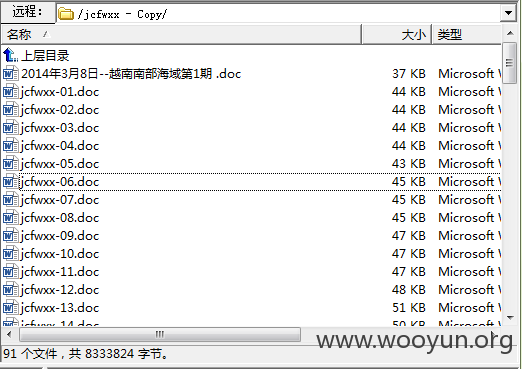 远程： /jcfwxx - Copy/
名称 大小 类型
上层目录
2014年3月8日--越南南部海域第1期 .doc 37 KB Microsoft W
jcfwxx-01.doc 44 KB Microsoft W
jcfwxx-02.doc 44 KB Microsoft W
jcfwxx-03.doc 44 KB Microsoft W
jcfwxx-04.doc 44 KB Microsoft W
jcfwxx-05.doc 43 KB Microsoft W
jcfwxx-06.doc 45 KB Microsoft W
jcfwxx-07.doc 45 KB Microsoft W
jcfwxx-08.doc 45 KB Microsoft W
jcfwxx-09.doc 47 KB Microsoft W
jcfwxx-10.doc 47 KB Microsoft W
jcfwxx-11.doc 47 KB Microsoft W
jcfwxx-12.doc 48 KB Microsoft W
jcfwxx-13.doc 51 KB Microsoft W
jcfwxx-14.doc 50 KB Microsoft W
www.wooyun.org
91 个文件，共 8333824 字节。